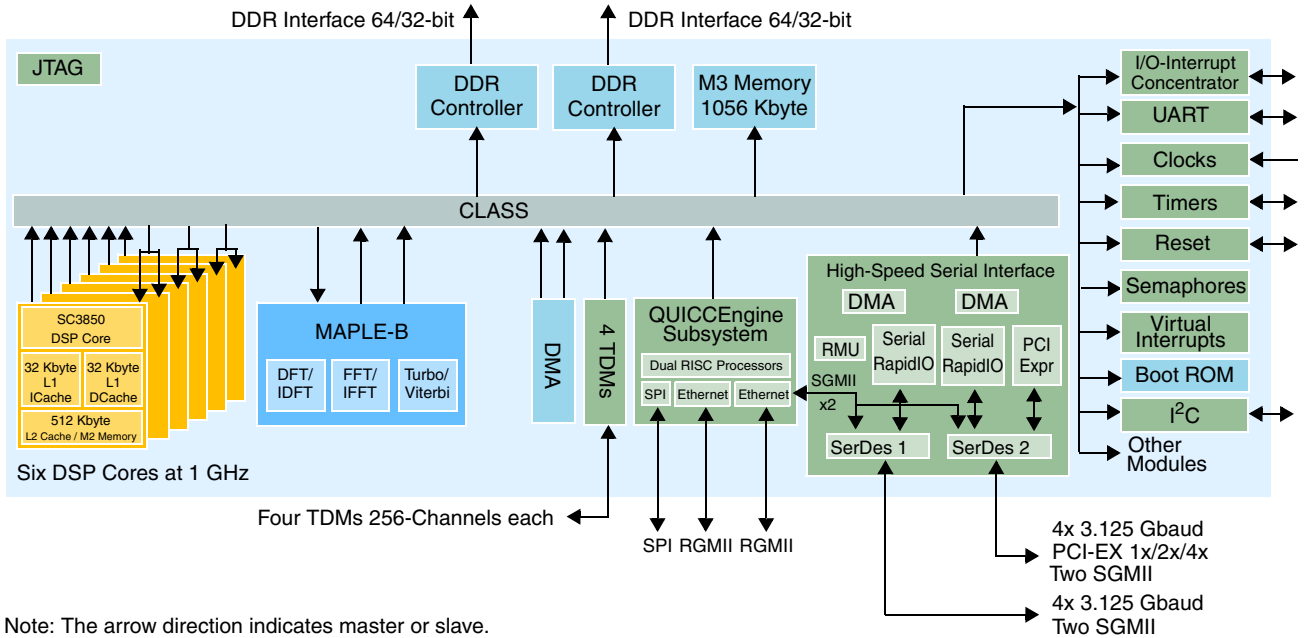 DDR Interface 64/32-bit
DDR Interface 64/32-bit
JTAG
DDR
Controller
DDR
Controller
M3 Memory
1056 Kbyte
I/O-Interrupt
Concentrator
UART
Clocks
Timers
Reset
Semaphores
Virtual
Interrupts
Boot ROM
I²C
Other
Modules
CLASS
SC3850
DSP Core
32 Kbyte
L1
ICache
32 Kbyte
L1
DCache
512 Kbyte
L2 Cache / M2 Memory
Six DSP Cores at 1 GHz
MAPLE-B
DFT/
IDFT
FFT/
IFFT
Turbo/
Viterbi
DMA
4 TDMs
QUICCEngine
Subsystem
Dual RISC Processors
SPI
Ethernet
Ethernet
High-Speed Serial Interface
DMA
DMA
RMU
Serial
RapidIO
Serial
RapidIO
PCI
Expr
SGMII
x2
SerDes 1
SerDes 2
Four TDMs 256-Channels each
SPI
RGMII
RGMII
4x 3.125 Gbaud
PCI-EX 1x/2x/4x
Two SGMII
4x 3.125 Gbaud
Two SGMII
Note: The arrow direction indicates master or slave.